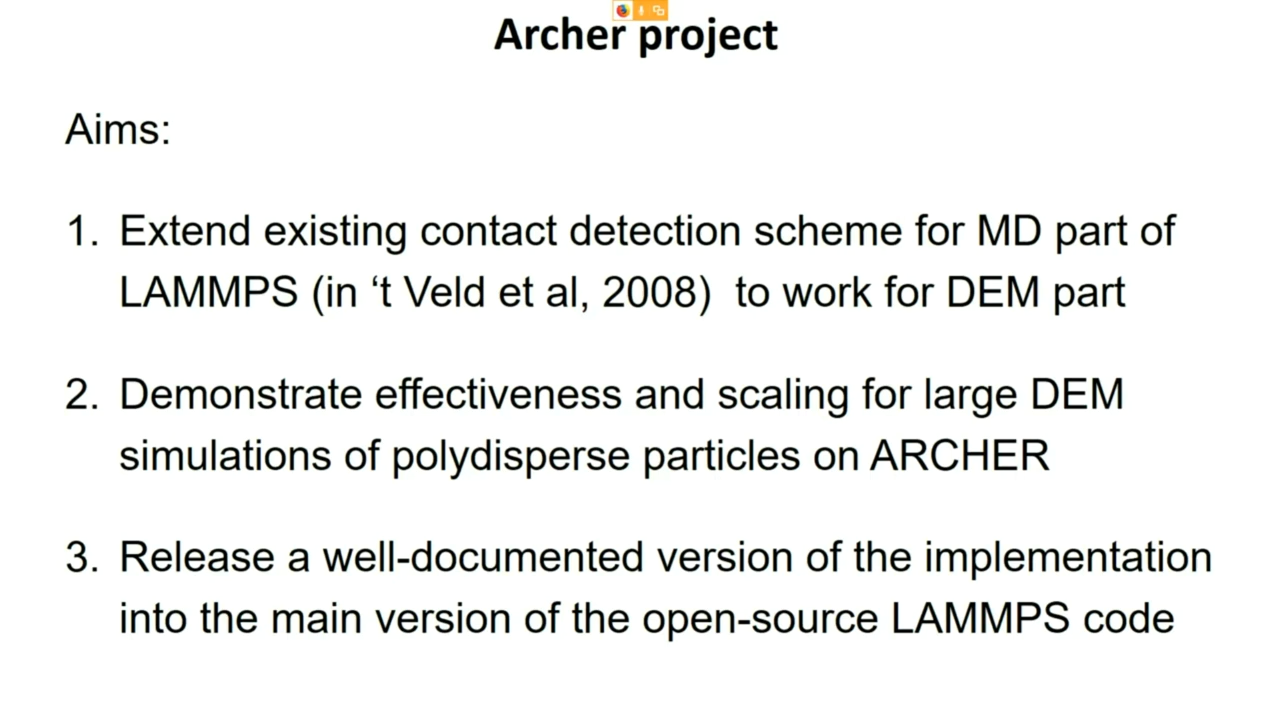 Archer project
Aims:
1. Extend existing contact detection scheme for MD part of
LAMMPS (in ‘t Veld et al, 2008)  to work for DEM part
2. Demonstrate effectiveness and scaling for large DEM
simulations of polydisperse particles on ARCHER
3. Release a well-documented version of the implementation
into the main version of the open-source LAMMPS code